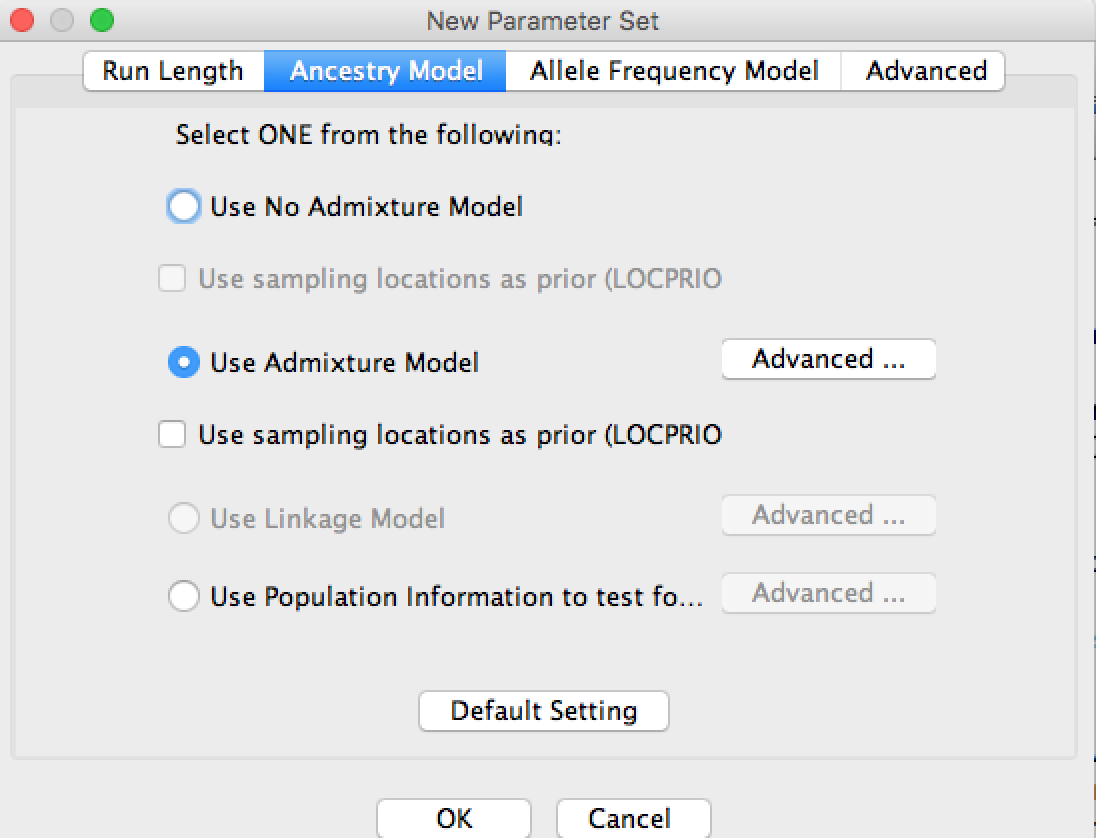 New Parameter Set
Run Length Ancestry Model Allele Frequency Model Advanced
Select ONE from the following:
Use No Admixture Model
Use sampling locations as prior (LOCPRIO
Use Admixture Model Advanced ...
Use sampling locations as prior (LOCPRIO
Use Linkage Model Advanced ...
Use Population Information to test fo... Advanced ...
Default Setting
OK Cancel